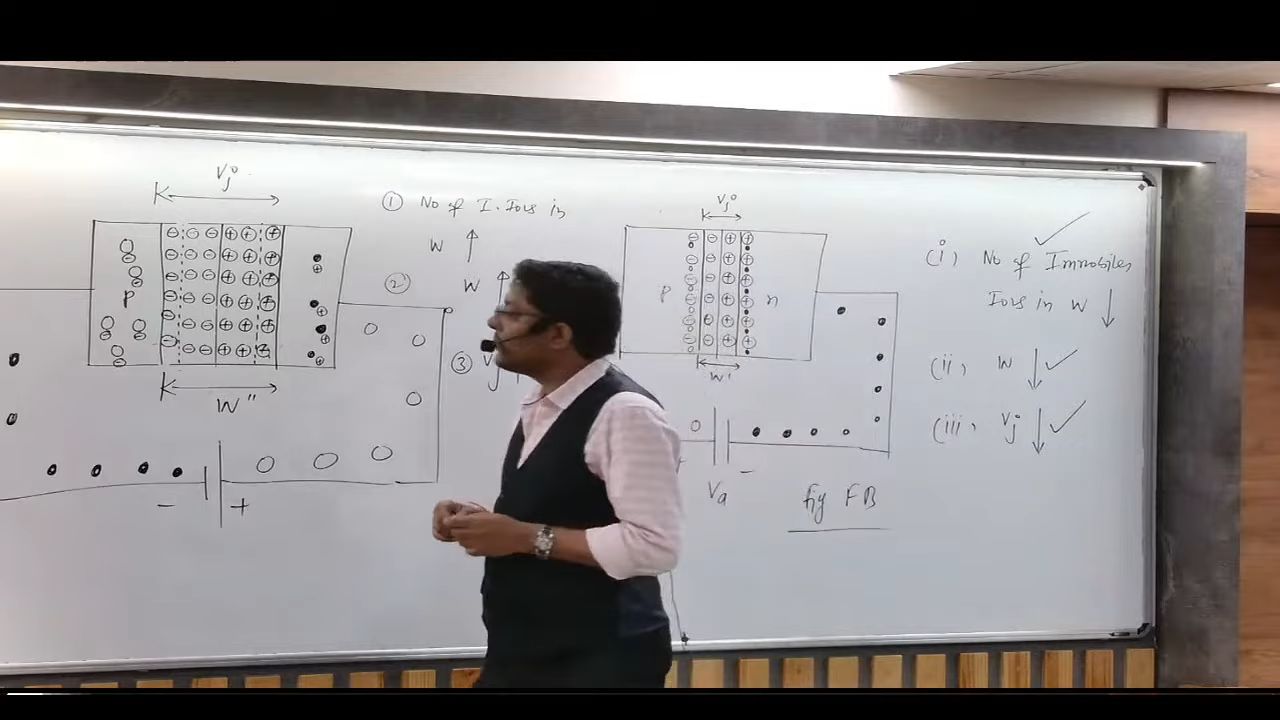 Vj°
① No of I. Ions in
W ↑
P
②
W ↑
③ Vj
W"
- +
Vj°
P
n
W'
-
Va
fig FB
(i), No of Immobiles
Ions in W ↓
(ii), W ↓
(iii, Vj° ↓